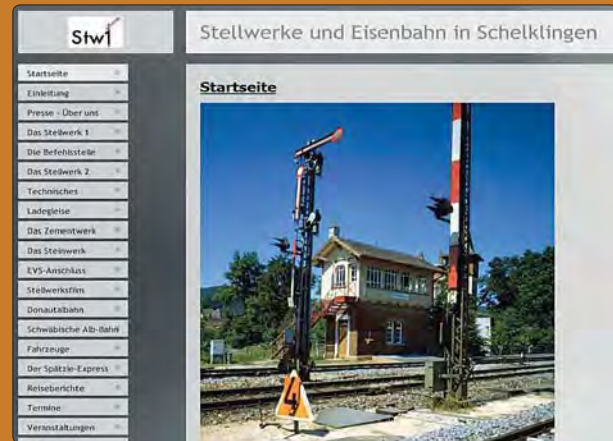 Stw1
Stellwerke und Eisenbahn in Schelklingen
Startseite
Einleitung
Presse - Über uns
Das Stellwerk 1
Die Befehlsstelle
Das Stellwerk 2
Technisches
Ladegleise
Das Zementwerk
Das Steinwerk
EVS-Anschluss
Stellwerksfilm
Donautalbahn
Schwäbische Alb-Bahn
Fahrzeuge
Der Spätzle-Express
Reiseberichte
Termine
Veranstaltungen
Startseite
4